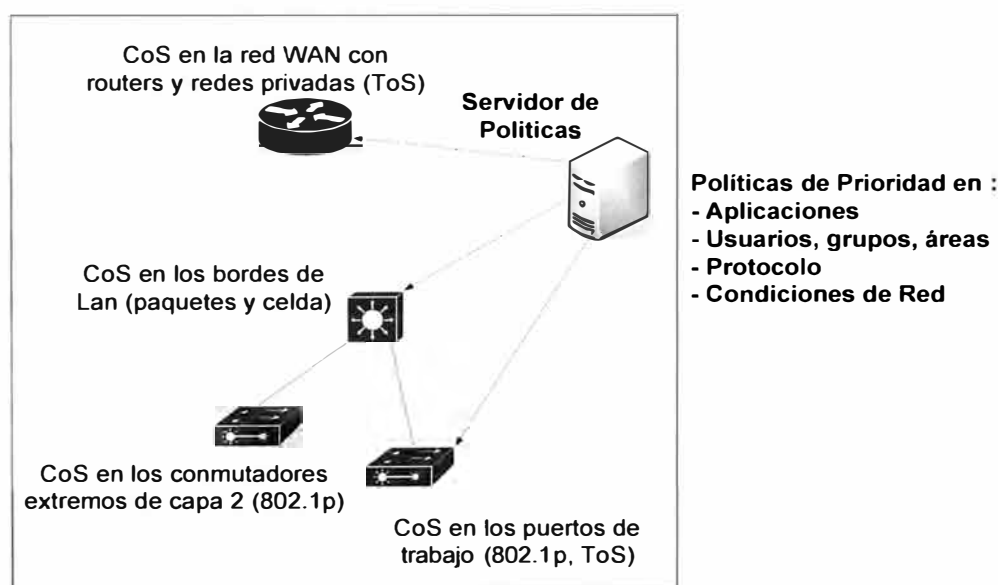 CoS en la red WAN con
routers y redes privadas (ToS)
Servidor de
Politicas
Políticas de Prioridad en :
- Aplicaciones
- Usuarios, grupos, áreas
- Protocolo
- Condiciones de Red
CoS en los bordes de
Lan (paquetes y celda)
CoS en los conmutadores
extremos de capa 2 (802.1p)
CoS en los puertos de
trabajo (802.1p, ToS)